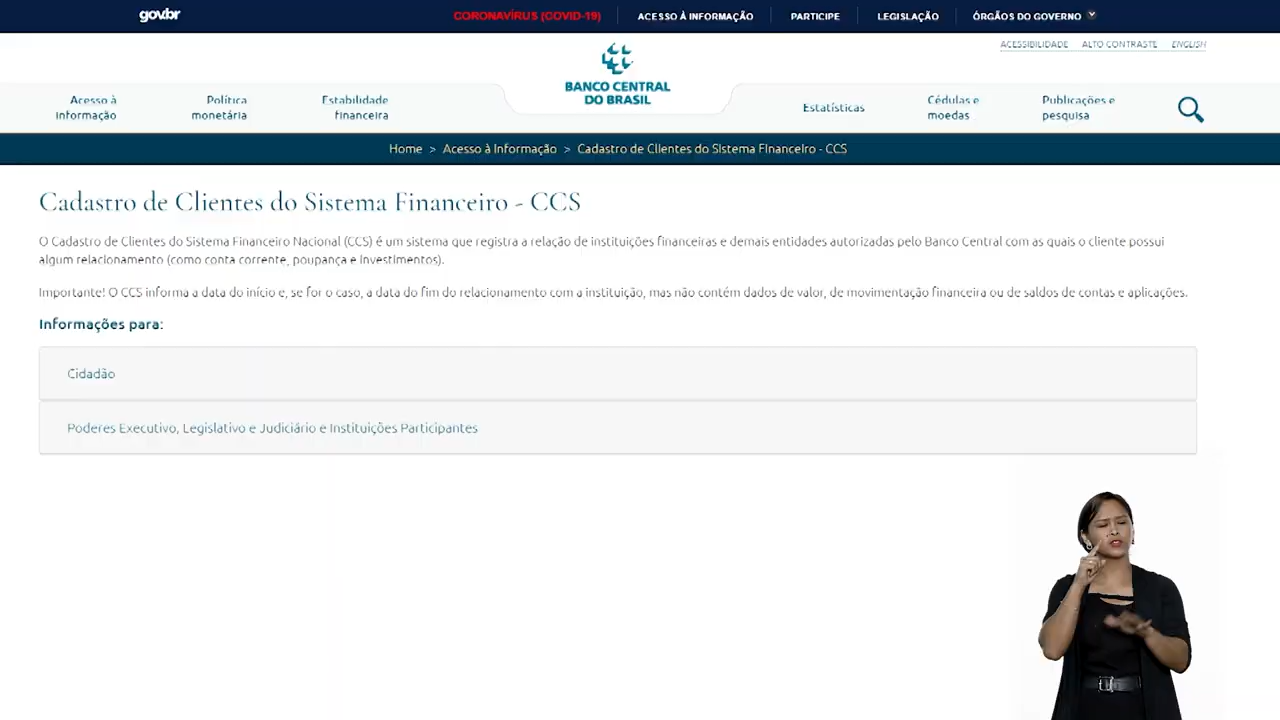 gov.br
CORONAVÍRUS (COVID-19)
ACESSO À INFORMAÇÃO
PARTICIPE
LEGISLAÇÃO
ÓRGÃOS DO GOVERNO
ACESSIBILIDADE
ALTO CONTRASTE
ENGLISH
BANCO CENTRAL
DO BRASIL
Acesso à
informação
Política
monetária
Estabilidade
financeira
Estatísticas
Cédulas e
moedas
Publicações e
pesquisa
Home > Acesso à Informação > Cadastro de Clientes do Sistema Financeiro - CCS
Cadastro de Clientes do Sistema Financeiro - CCS
O Cadastro de Clientes do Sistema Financeiro Nacional (CCS) é um sistema que registra a relação de instituições financeiras e demais entidades autorizadas pelo Banco Central com as quais o cliente possui
algum relacionamento (como conta corrente, poupança e investimentos).
Importante! O CCS informa a data do início e, se for o caso, a data do fim do relacionamento com a instituição, mas não contém dados de valor, de movimentação financeira ou de saldos de contas e aplicações.
Informações para:
Cidadão
Poderes Executivo, Legislativo e Judiciário e Instituições Participantes